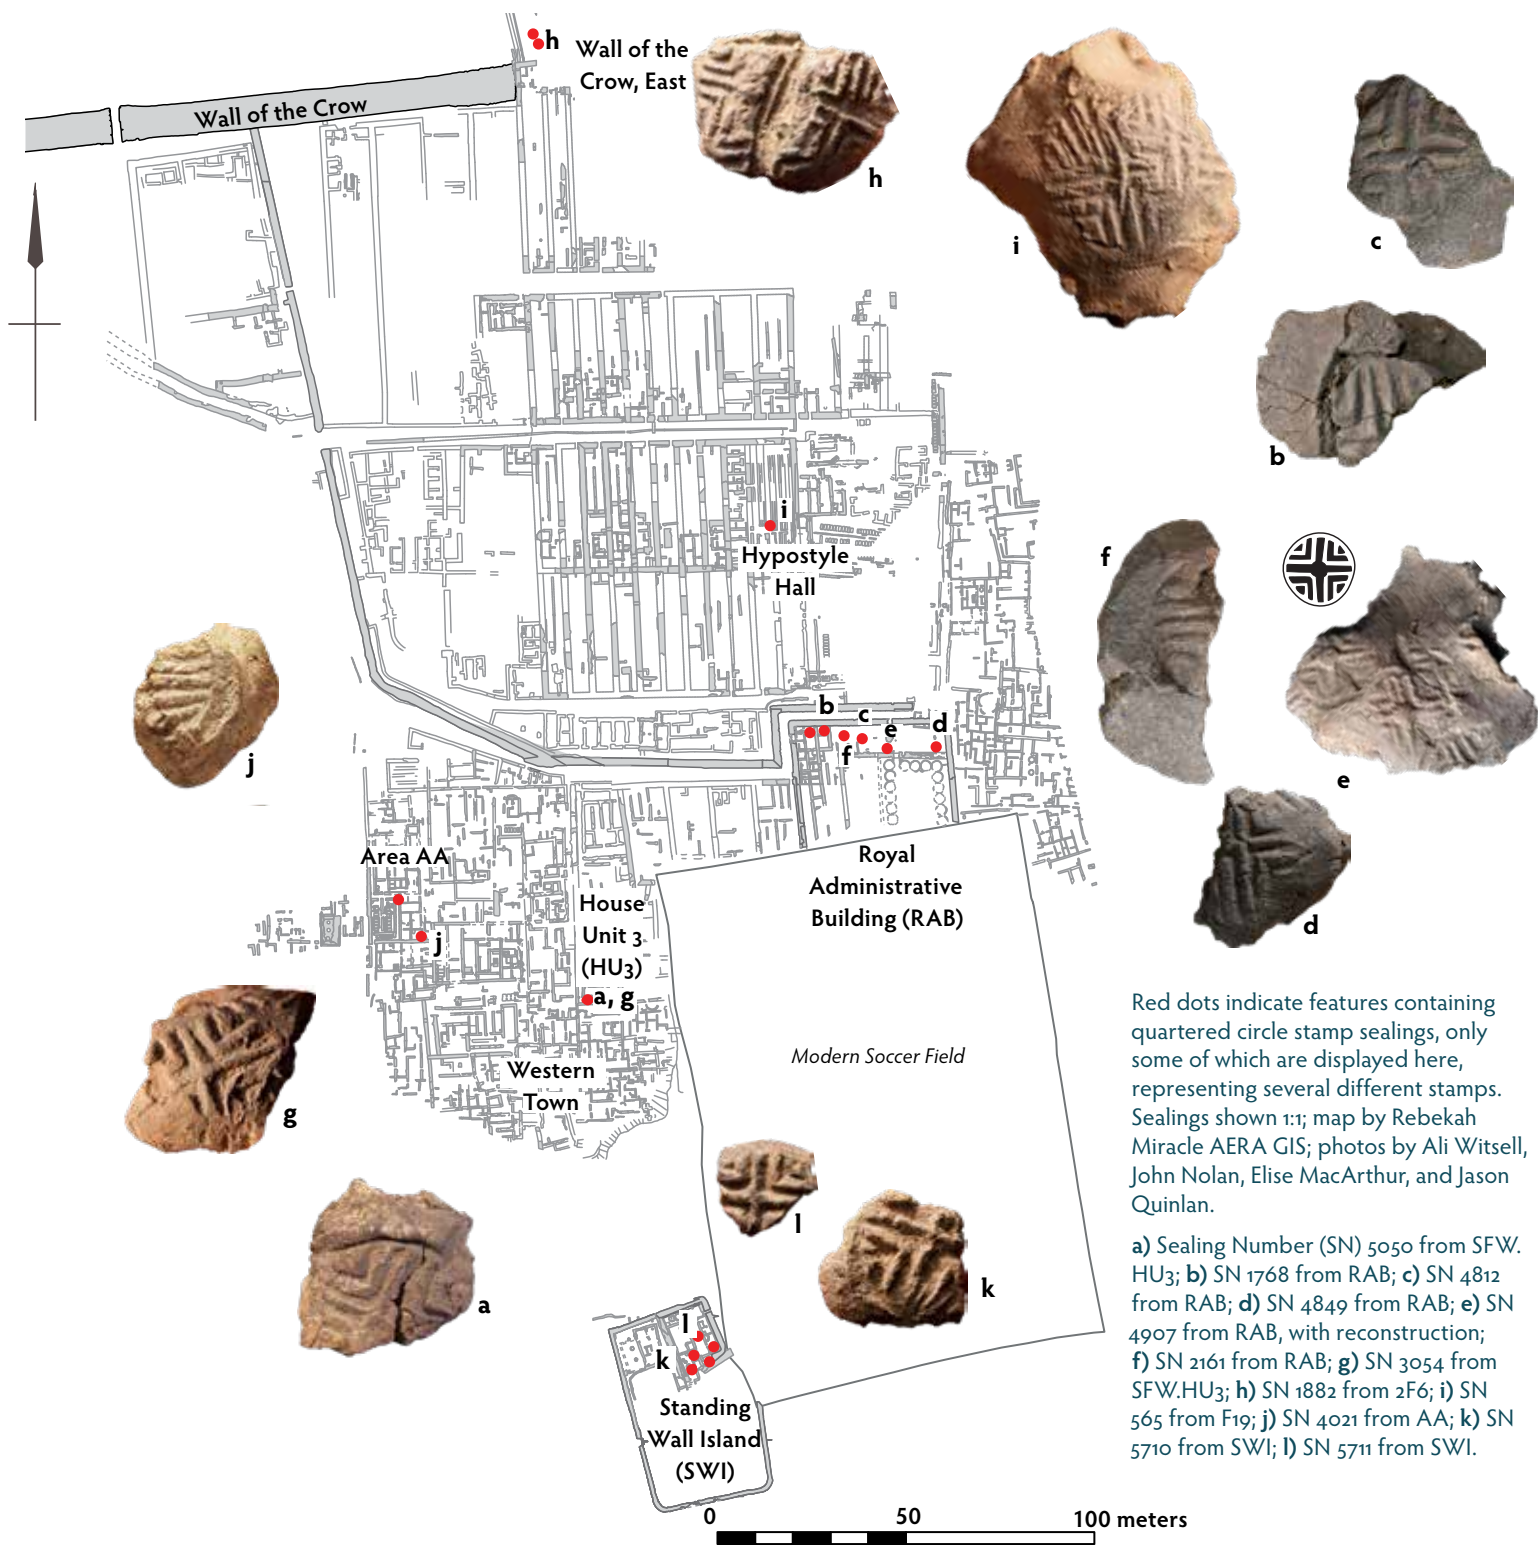 h
Wall of the
Crow, East
Wall of the Crow
h
i
c
b
i
Hypostyle
Hall
f
e
j
b
c
d
e
f
d
Area AA
j
House
Unit 3
(HU3)
a, g
Royal
Administrative
Building (RAB)
g
Western
Town
Modern Soccer Field
a
l
k
l
k
Standing
Wall Island
(SWI)
0 50 100 meters
Red dots indicate features containing
quartered circle stamp sealings, only
some of which are displayed here,
representing several different stamps.
Sealings shown 1:1; map by Rebekah
Miracle AERA GIS; photos by Ali Witsel,
John Nolan, Elise MacArthur, and Jason
Quinlan.
a) Sealing Number (SN) 5050 from SFW.
HU3; b) SN 1768 from RAB; c) SN 4812
from RAB; d) SN 4849 from RAB; e) SN
4907 from RAB, with reconstruction;
f) SN 2161 from RAB; g) SN 3054 from
SFW.HU3; h) SN 1882 from 2F6; i) SN
565 from F19; j) SN 4021 from AA; k) SN
5710 from SWI; l) SN 5711 from SWI.